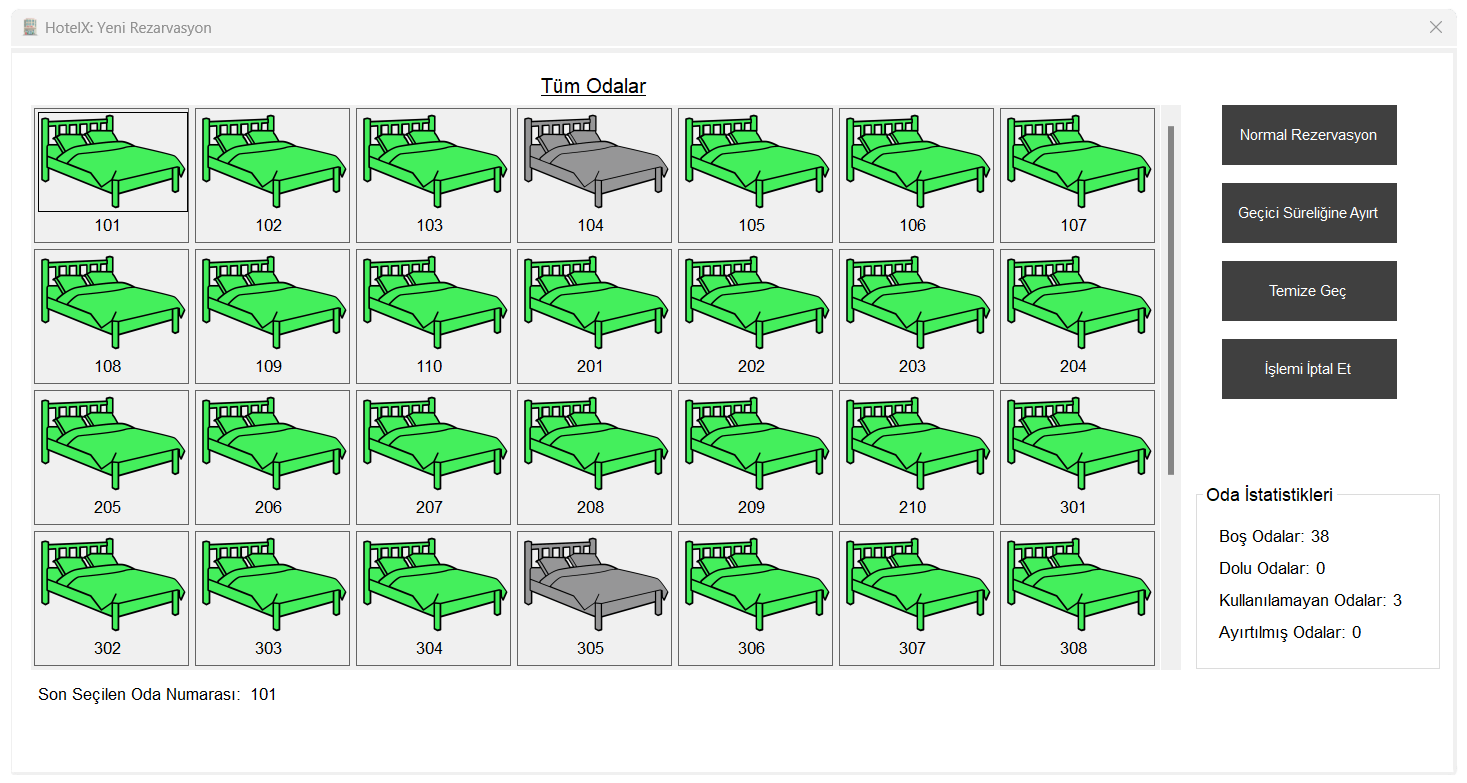 HotelX: Yeni Rezarvasyon
Tüm Odalar
101 102 103 104 105 106 107
108 109 110 201 202 203 204
205 206 207 208 209 210 301
302 303 304 305 306 307 308
Son Seçilen Oda Numarası: 101
Normal Rezervasyon
Geçici Süreliğine Ayırt
Temize Geç
İşlemi İptal Et
Oda İstatistikleri
Boş Odalar: 38
Dolu Odalar: 0
Kullanılamayan Odalar: 3
Ayırtılmış Odalar: 0